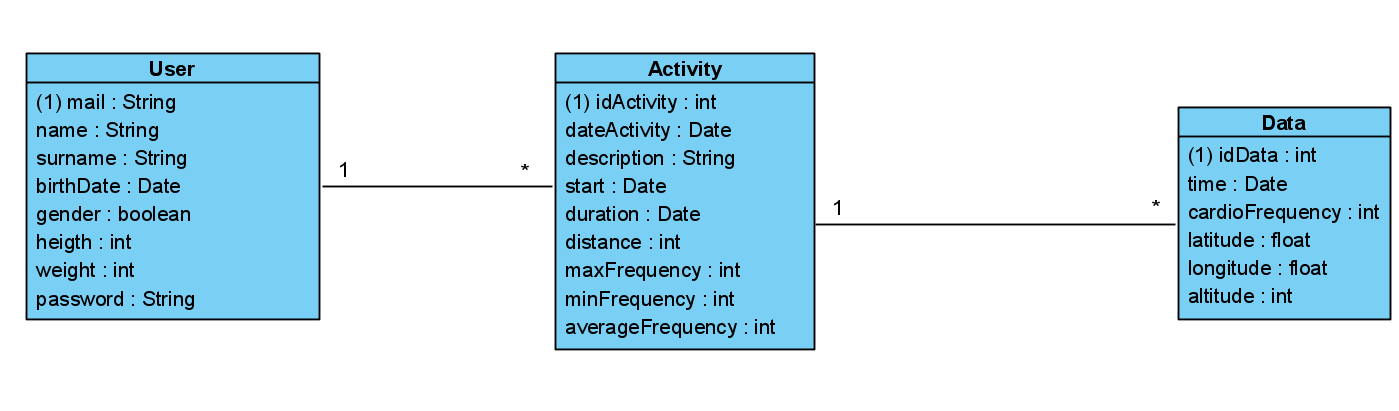 User
(1) mail : String
name : String
surname : String
birthDate : Date
gender : boolean
heigth : int
weight : int
password : String
1
*
Activity
(1) idActivity : int
dateActivity : Date
description : String
start : Date
duration : Date
distance : int
maxFrequency : int
minFrequency : int
averageFrequency : int
1
*
Data
(1) idData : int
time : Date
cardioFrequency : int
latitude : float
longitude : float
altitude : int